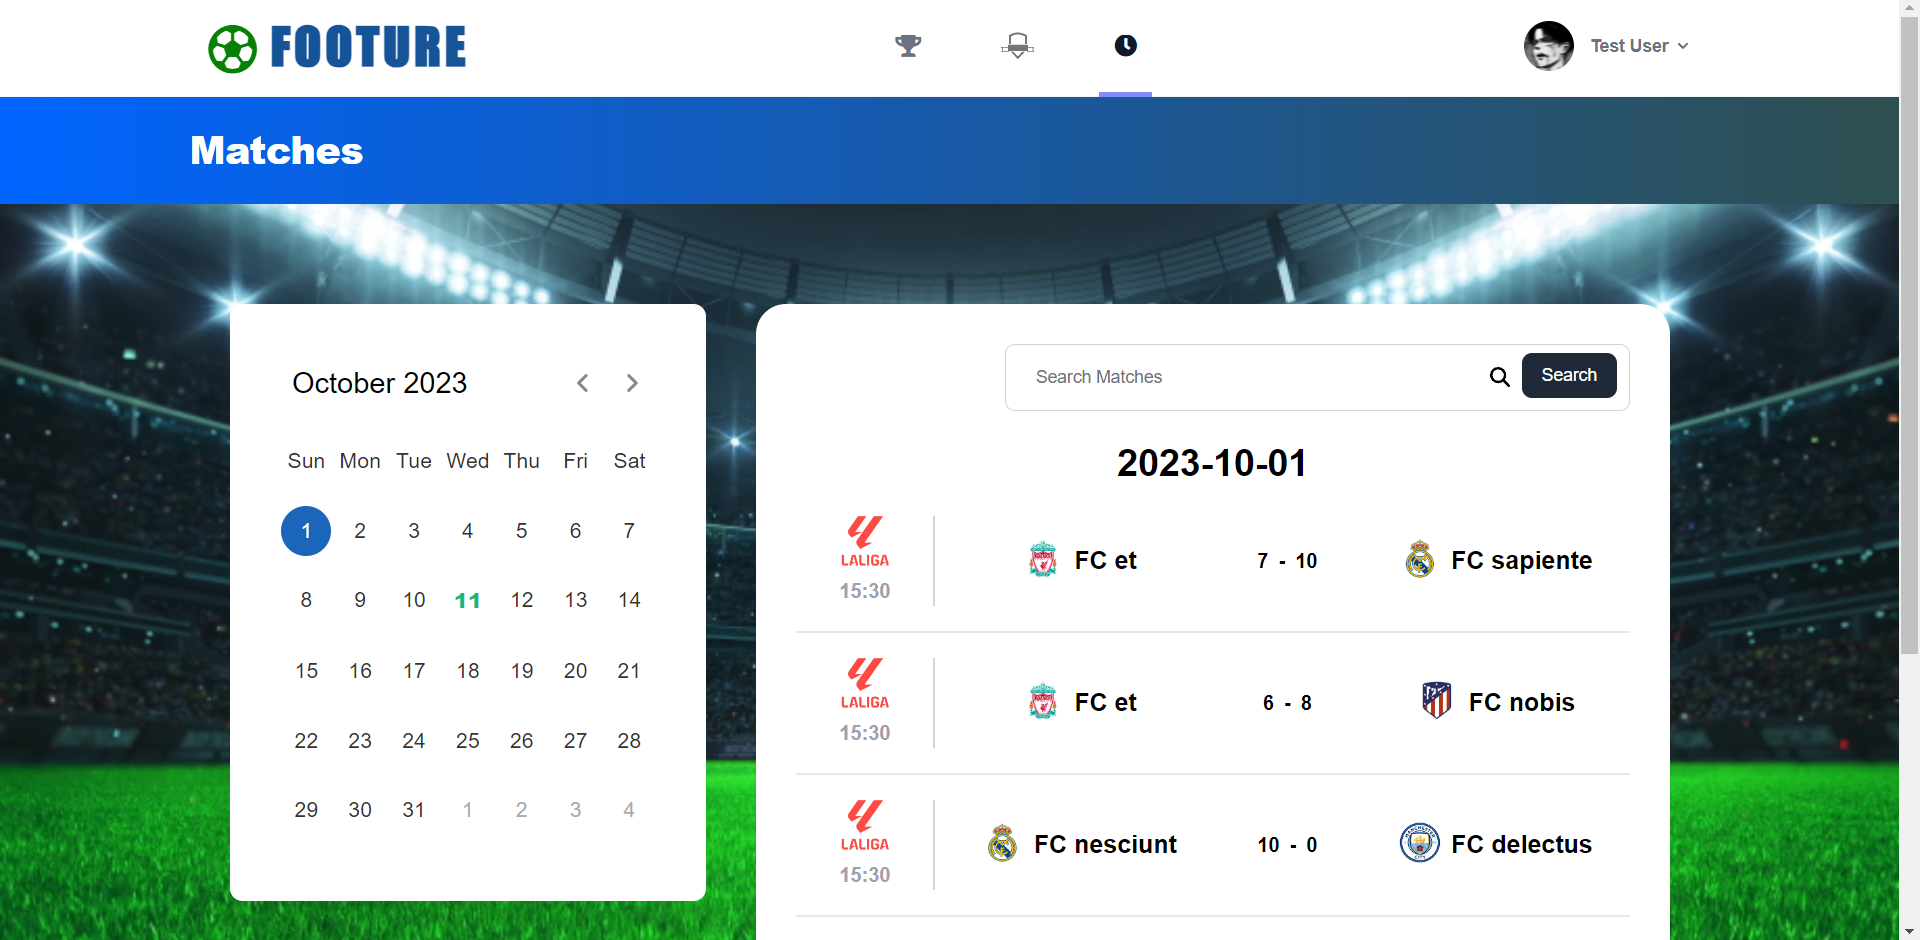 FOOTURE
Test User
Matches
October 2023
Sun Mon Tue Wed Thu Fri Sat
1 2 3 4 5 6 7
8 9 10 11 12 13 14
15 16 17 18 19 20 21
22 23 24 25 26 27 28
29 30 31 1 2 3 4
Search Matches
Search
2023-10-01
LALIGA
15:30
FC et 7 - 10 FC sapiente
LALIGA
15:30
FC et 6 - 8 FC nobis
LALIGA
15:30
FC nesciunt 10 - 0 FC delectus
MANCHESTER
CITY